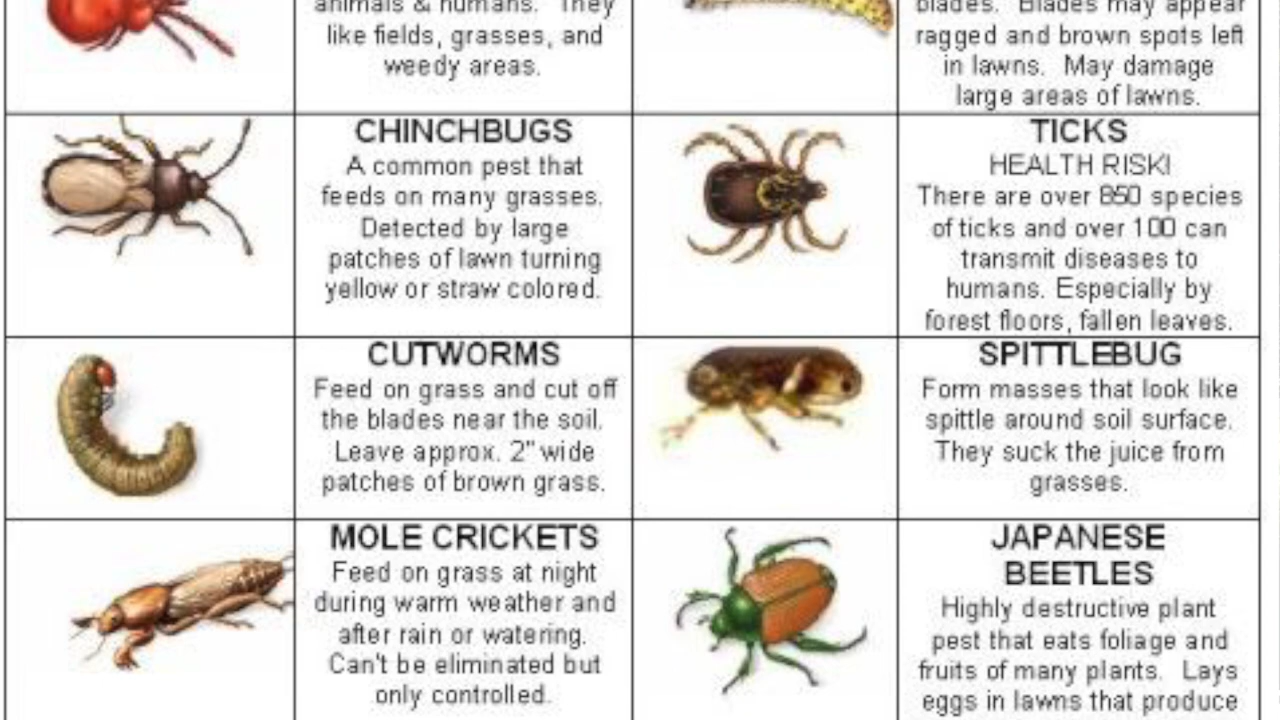 animals & humans. They
like fields, grasses, and
weedy areas.
blades. Blades may appear
ragged and brown spots left
in lawns. May damage
large areas of lawns.
CHINCHBUGS
A common pest that
feeds on many grasses.
Detected by large
patches of lawn turning
yellow or straw colored.
TICKS
HEALTH RISK!
There are over 850 species
of ticks and over 100 can
transmit diseases to
humans. Especially by
forest floors, fallen leaves.
CUTWORMS
Feed on grass and cut off
the blades near the soil.
Leave approx. 2" wide
patches of brown grass.
SPITTLEBUG
Form masses that look like
spittle around soil surface.
They suck the juice from
grasses.
MOLE CRICKETS
Feed on grass at night
during warm weather and
after rain or watering.
Can't be eliminated but
only controlled.
JAPANESE
BEETLES
Highly destructive plant
pest that eats foliage and
fruits of many plants. Lays
eggs in lawns that produce